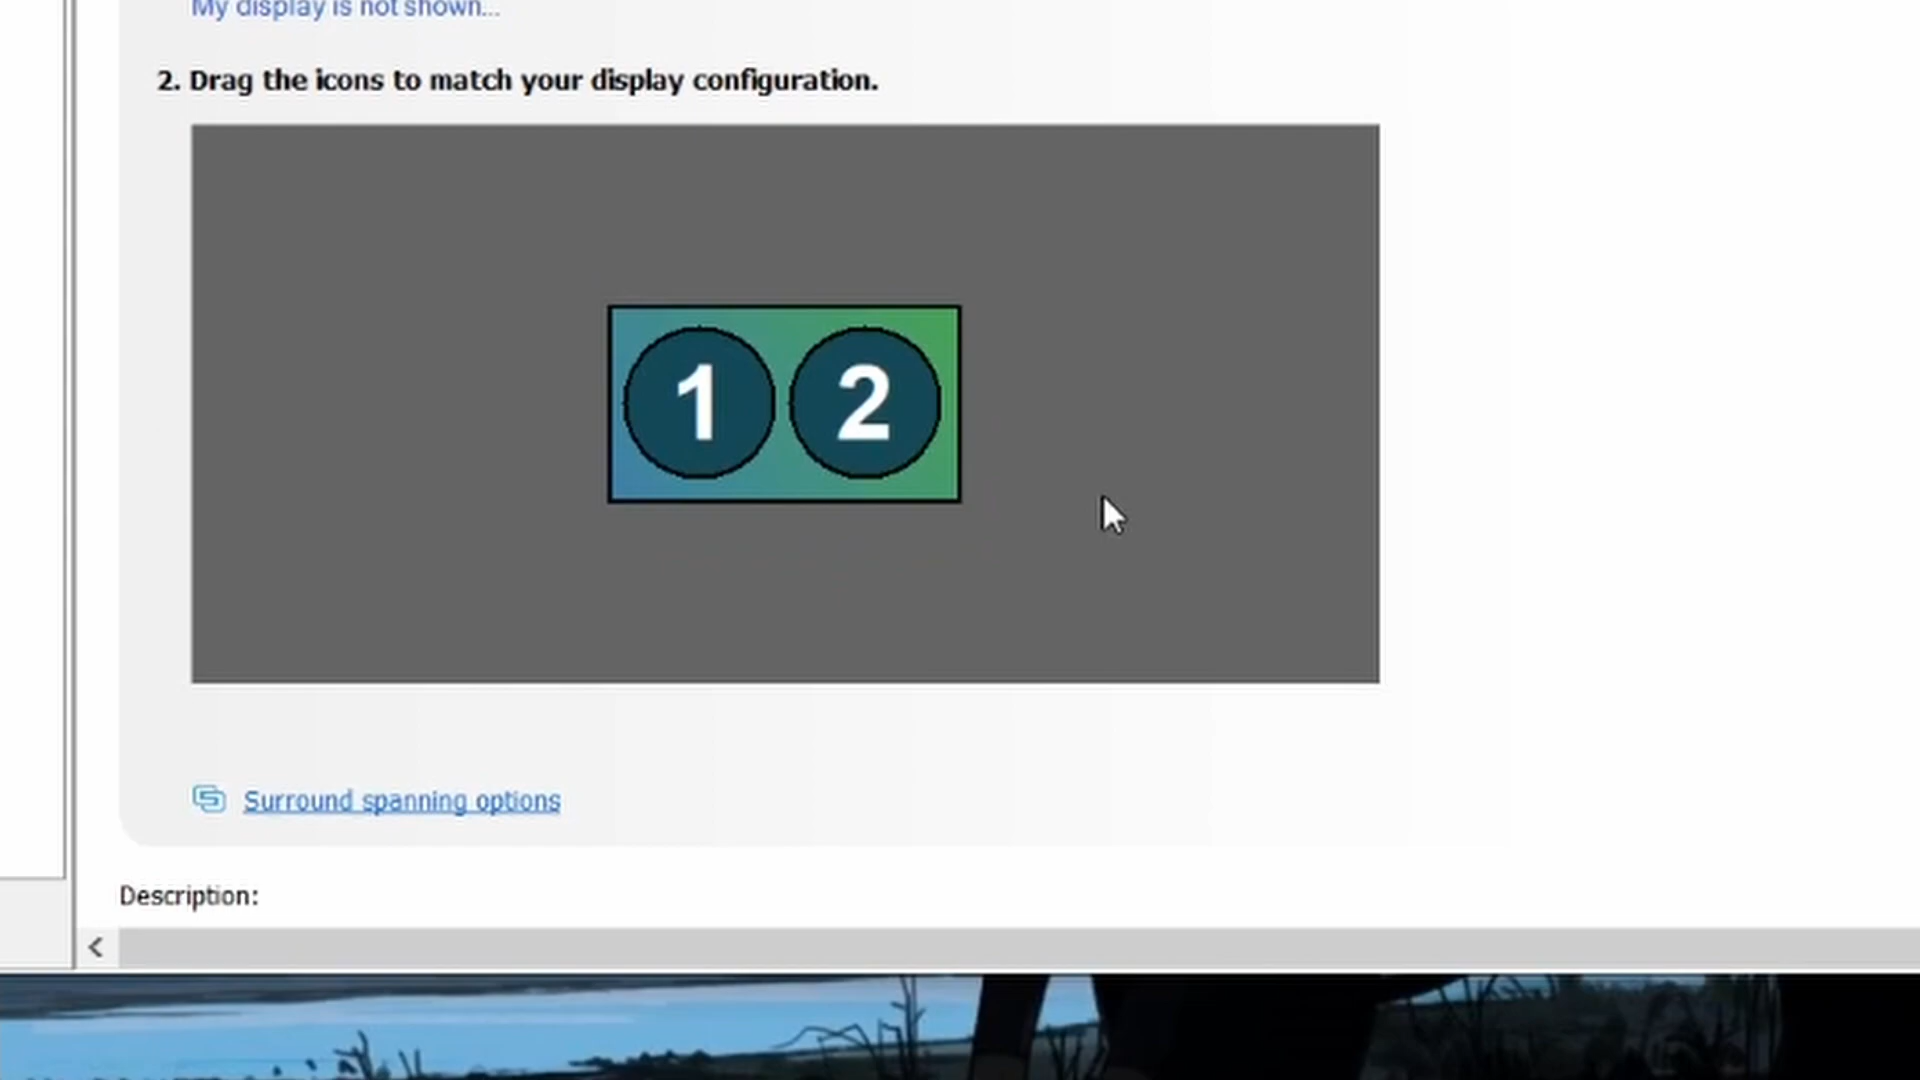 My display is not shown...
2. Drag the icons to match your display configuration.
1 2
Surround spanning options
Description: